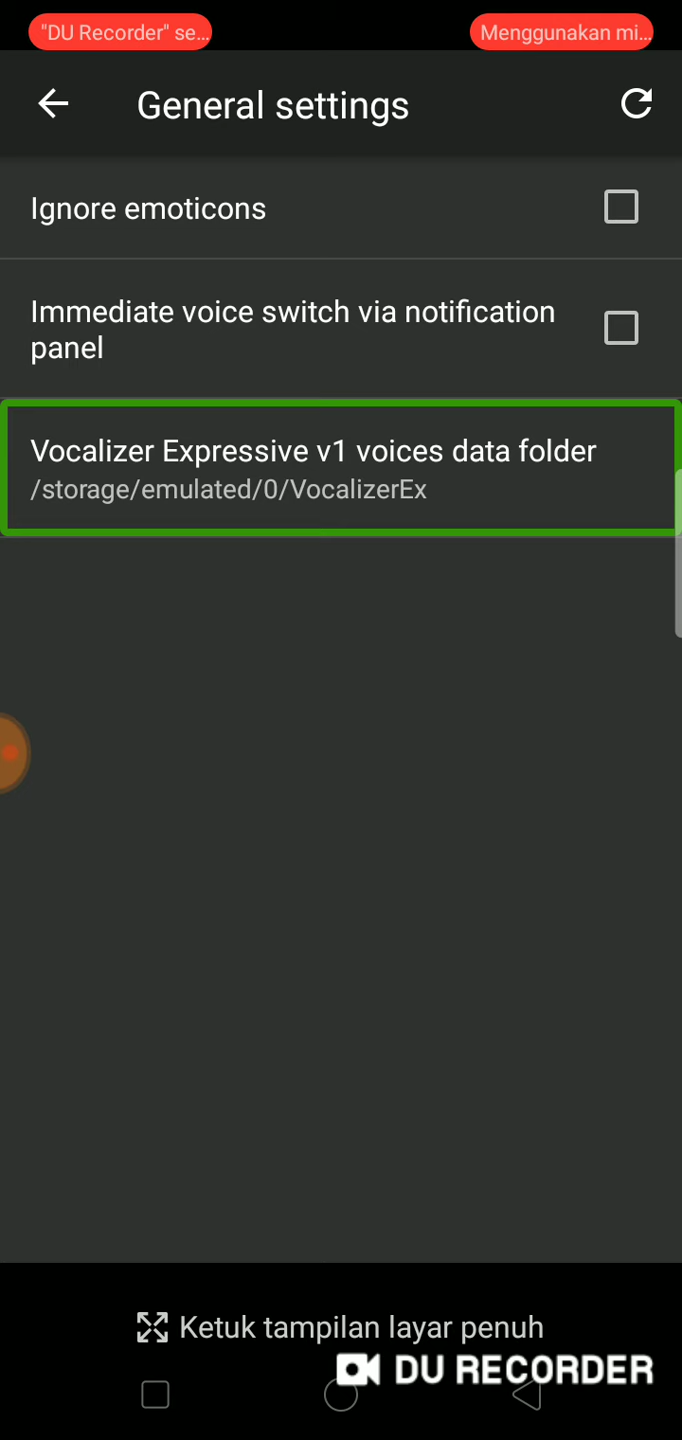 "DU Recorder" se... Menggunakan mi...
General settings
Ignore emoticons
Immediate voice switch via notification
panel
Vocalizer Expressive v1 voices data folder
/storage/emulated/0/VocalizerEx
Ketuk tampilan layar penuh
DU RECORDER